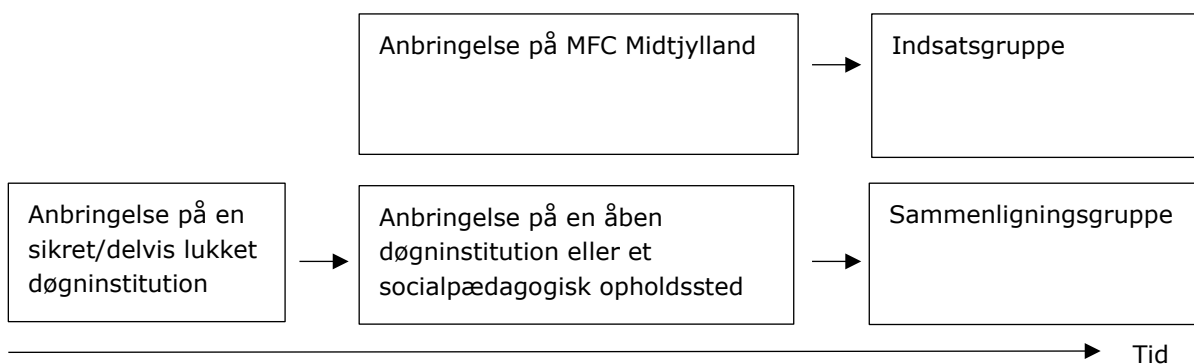 Anbringelse på MFC Midtjylland
Indsatsgruppe
Anbringelse på en
sikret/delvis lukket
døgninstitution
Anbringelse på en åben
døgninstitution eller et
socialpædagogisk opholdssted
Sammenligningsgruppe
Tid